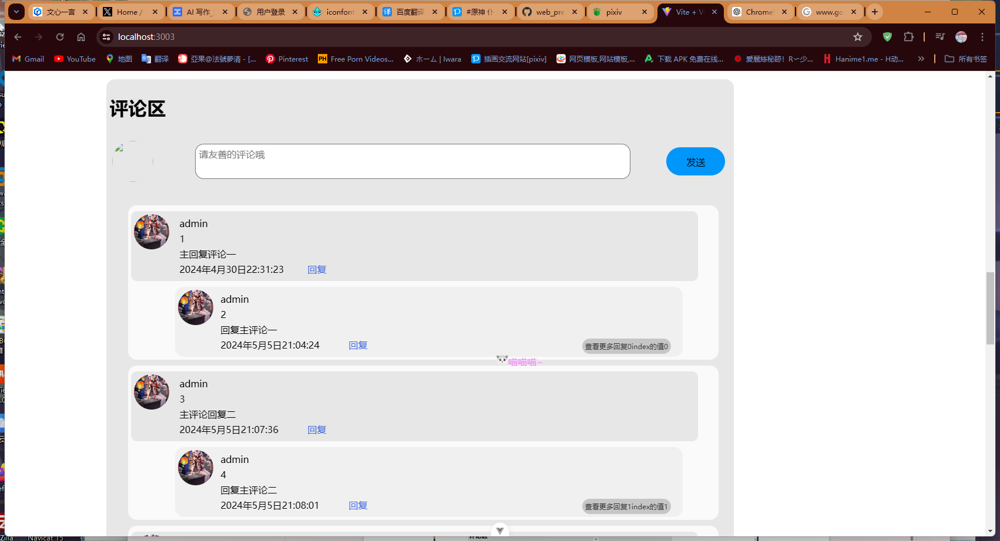 文心一言
Home /
AI 写作_
用户登录
iconfont
百度翻译
#原神 仆
web_pre
pixiv
Vite + V
Chrome
www.go
localhost:3003
Gmail
YouTube
地图
翻译
亞果@法號夢清 - [...
Pinterest
Free Porn Videos...
ホーム | Iwara
插画交流网站[pixiv]
网页模板,网站模板,...
下载 APK 免费在线...
愛麗絲秘跡！R～少...
Hanime1.me - H动...
所有书签
评论区
请友善的评论哦
发送
admin
1
主回复评论一
2024年4月30日22:31:23
回复
admin
2
回复主评论一
2024年5月5日21:04:24
回复
查看更多回复0index的值0
喵喵喵~
admin
3
主评论回复二
2024年5月5日21:07:36
回复
admin
4
回复主评论二
2024年5月5日21:08:01
回复
查看更多回复1index的值1
Navicat 15